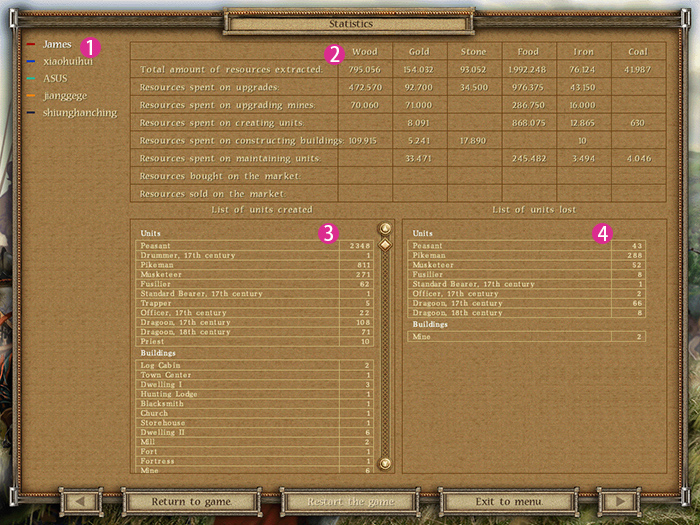 Statistics
James 1
xiaohuihui
ASUS
jianggege
shiunghanching
2 Wood Gold Stone Food Iron Coal
Total amount of resources extracted: 795.056 154.032 93.052 1.992.248 76.124 41.987
Resources spent on upgrades: 472.570 92.700 34.500 976.375 43.150
Resources spent on upgrading mines: 70.060 71.000 286.750 16.000
Resources spent on creating units: 8.091 868.075 12.865 630
Resources spent on constructing buildings: 109.915 5.241 17.890 10
Resources spent on maintaining units: 33.471 245.482 3.494 4.046
Resources bought on the market:
Resources sold on the market:
List of units created
3
Units
Peasant 2348
Drummer, 17th century 1
Pikeman 811
Musketeer 271
Fusilier 62
Standard Bearer, 17th century 1
Trapper 5
Officer, 17th century 22
Dragoon, 17th century 108
Dragoon, 18th century 71
Priest 10
Buildings
Log Cabin 2
Town Center 1
Dwelling I 3
Hunting Lodge 1
Blacksmith 1
Church 1
Storehouse 1
Dwelling II 6
Mill 2
Fort 1
Fortress 1
Mine 6
List of units lost
4
Units
Peasant 43
Pikeman 288
Musketeer 52
Fusilier 8
Standard Bearer, 17th century 1
Officer, 17th century 2
Dragoon, 17th century 66
Dragoon, 18th century 8
Buildings
Mine 2
Return to game.
Restart the game
Exit to menu.